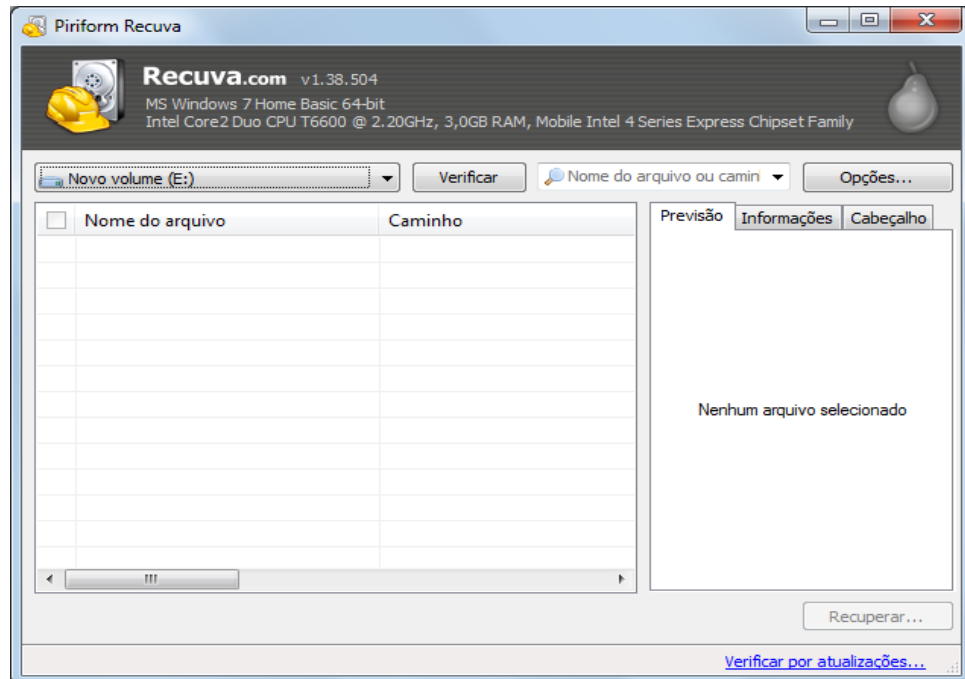 Piriform Recuva
Recuva.com v1.38.504
MS Windows 7 Home Basic 64-bit
Intel Core2 Duo CPU T6600 @ 2.20GHz, 3,0GB RAM, Mobile Intel 4 Series Express Chipset Family
Novo volume (E:) Verificar Nome do arquivo ou camin Opções...
Nome do arquivo Caminho Previsão Informações Cabeçalho
Nenhum arquivo selecionado
Recuperar...
Verificar por atualizações...